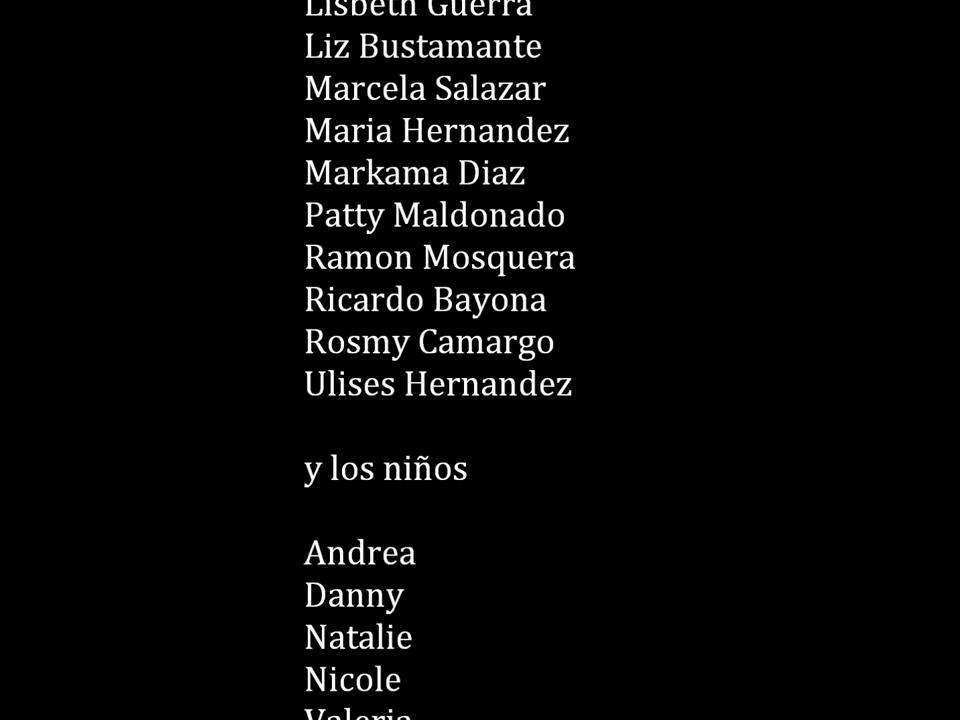 Lisbeth Guerra
Liz Bustamante
Marcela Salazar
Maria Hernandez
Markama Diaz
Patty Maldonado
Ramon Mosquera
Ricardo Bayona
Rosmy Camargo
Ulises Hernandez
y los niños
Andrea
Danny
Natalie
Nicole
Valeria